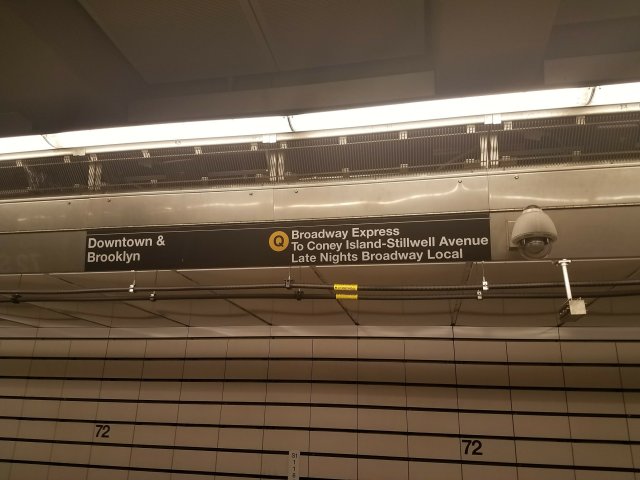 Downtown &
Brooklyn
Q
Broadway Express
To Coney Island-Stillwell Avenue
Late Nights Broadway Local
72
72